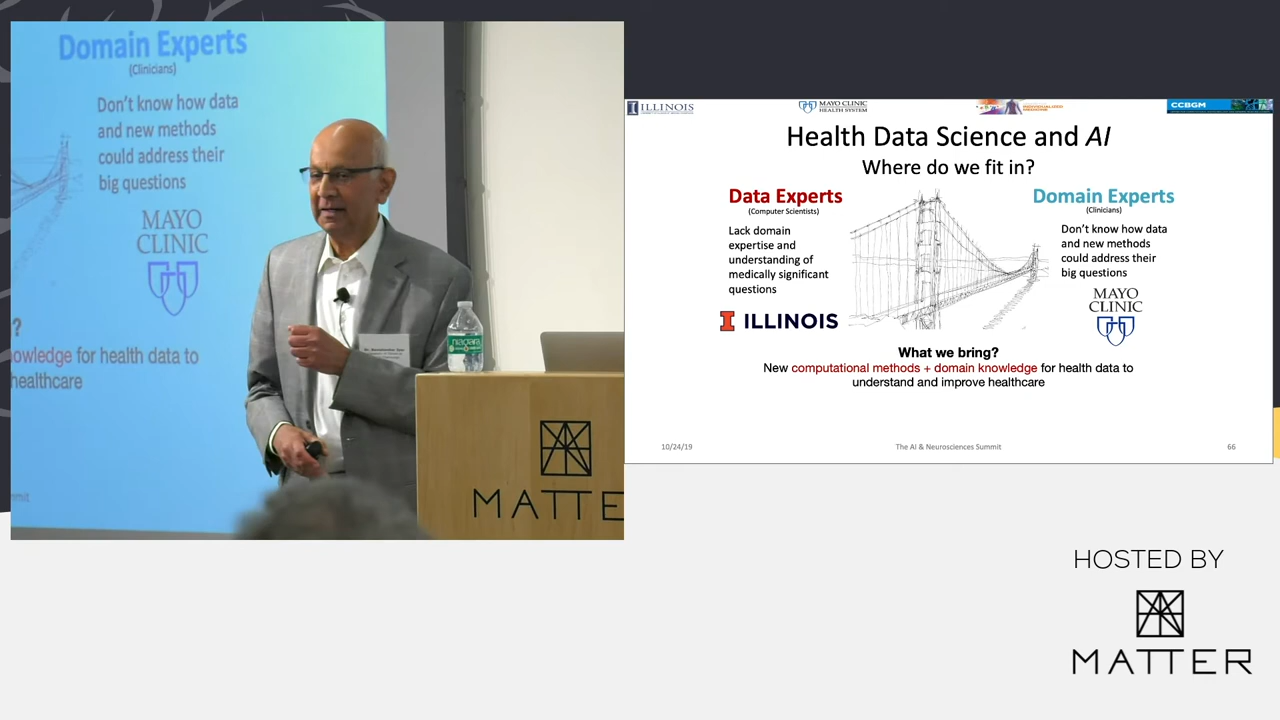 Domain Experts
(Clinicians)
Don't know how data
and new methods
could address their
big questions
MAYO
CLINIC
?
owledge for health data to
healthcare
MATTE
ILLINOIS
MAYO CLINIC
HEALTH SYSTEM
CCBGM
Health Data Science and AI
Where do we fit in?
Data Experts
(Computer Scientists)
Lack domain
expertise and
understanding of
medically significant
questions
I ILLINOIS
Domain Experts
(Clinicians)
Don't know how data
and new methods
could address their
big questions
MAYO
CLINIC
What we bring?
New computational methods + domain knowledge for health data to
understand and improve healthcare
10/24/19
The AI & Neurosciences Summit
66
HOSTED BY
MATTER